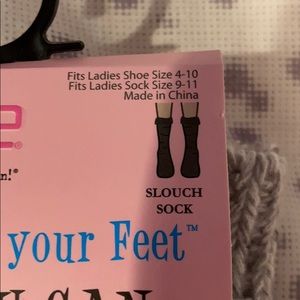 Fits Ladies Shoe Size 4-10
Fits Ladies Sock Size 9-11
Made in China
SLOUCH
SOCK
your Feet™